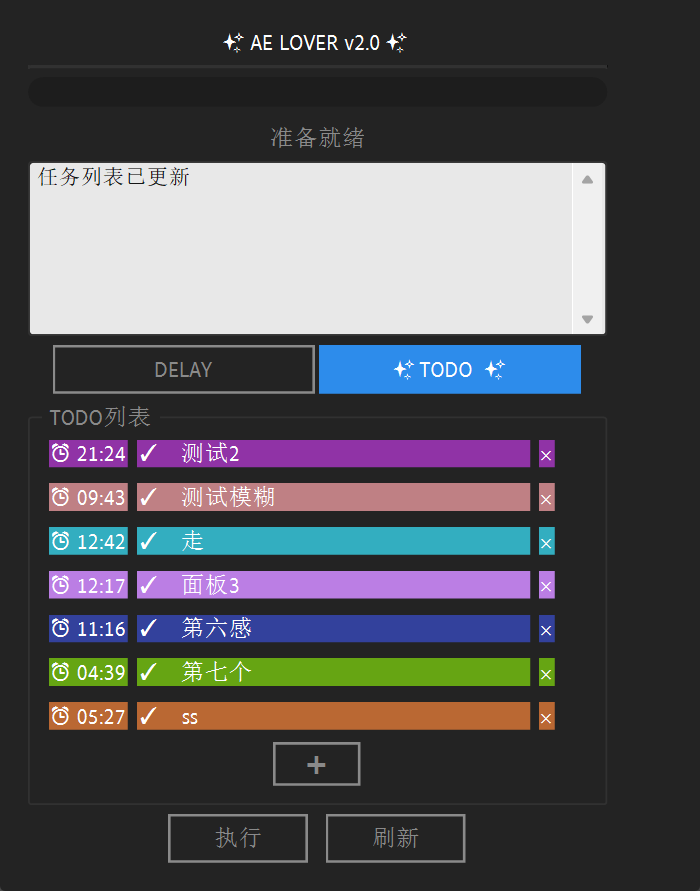 AE LOVER v2.0
准备就绪
任务列表已更新
DELAY TODO
TODO列表
21:24 ✓ 测试2 ×
09:43 ✓ 测试模糊 ×
12:42 ✓ 走 ×
12:17 ✓ 面板3 ×
11:16 ✓ 第六感 ×
04:39 ✓ 第七个 ×
05:27 ✓ ss ×
+
执行 刷新